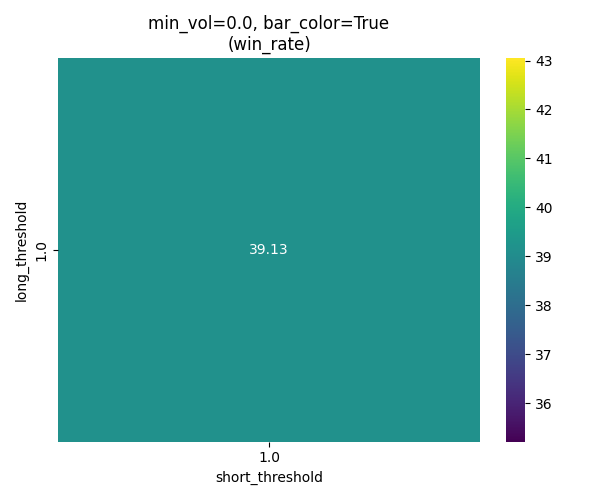 min_vol=0.0, bar_color=True
(win_rate)
long_threshold
1.0
39.13
1.0
short_threshold
43
42
41
40
39
38
37
36